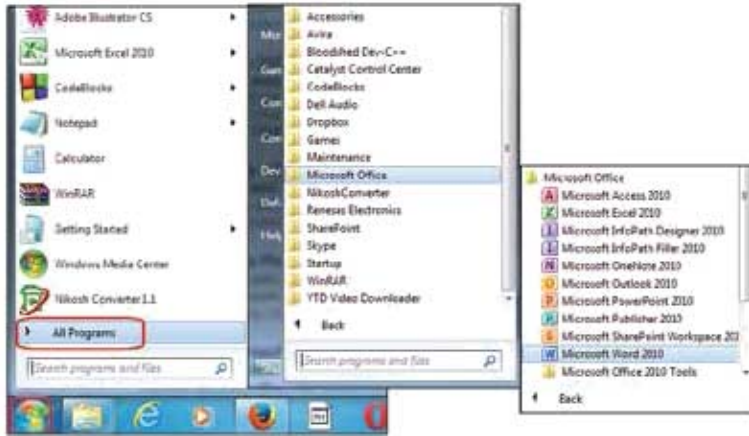 Adobe Illustrator CS
Microsoft Excel 2010
CodeBlocks
Notepad
Calculator
WinRAR
Getting Started
Windows Media Center
Nikosh Converter1.1
All Programs
Search programs and files
Accessories
Avira
Bloodshed Dev-C++
Catalyst Control Center
CodeBlocks
Dell Audio
Dropbox
Games
Maintenance
Microsoft Office
NikoshConverter
Renesas Electronics
SharePoint
Skype
Startup
WinRAR
YTD Video Downloader
Back
Search programs and files
Microsoft Office
Microsoft Access 2010
Microsoft Excel 2010
Microsoft InfoPath Designer 2010
Microsoft InfoPath Filler 2010
Microsoft OneNote 2010
Microsoft Outlook 2010
Microsoft PowerPoint 2010
Microsoft Publisher 2010
Microsoft SharePoint Workspace 20
Microsoft Word 2010
Microsoft Office 2010 Tools
Back